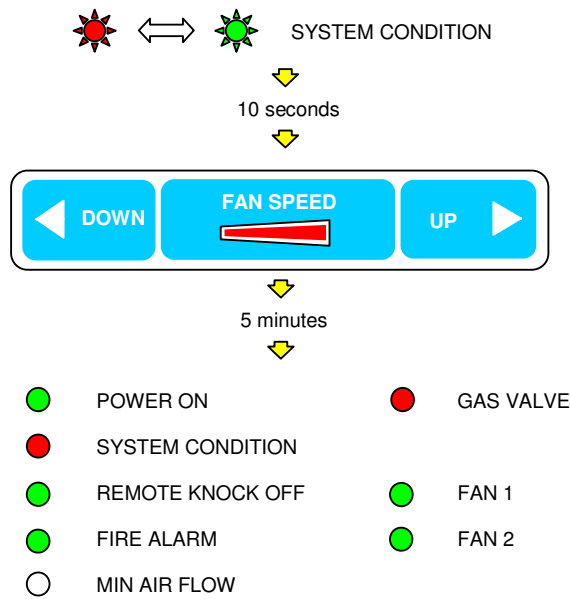 SYSTEM CONDITION
10 seconds
DOWN
FAN SPEED
UP
5 minutes
POWER ON
GAS VALVE
SYSTEM CONDITION
REMOTE KNOCK OFF
FAN 1
FIRE ALARM
FAN 2
MIN AIR FLOW